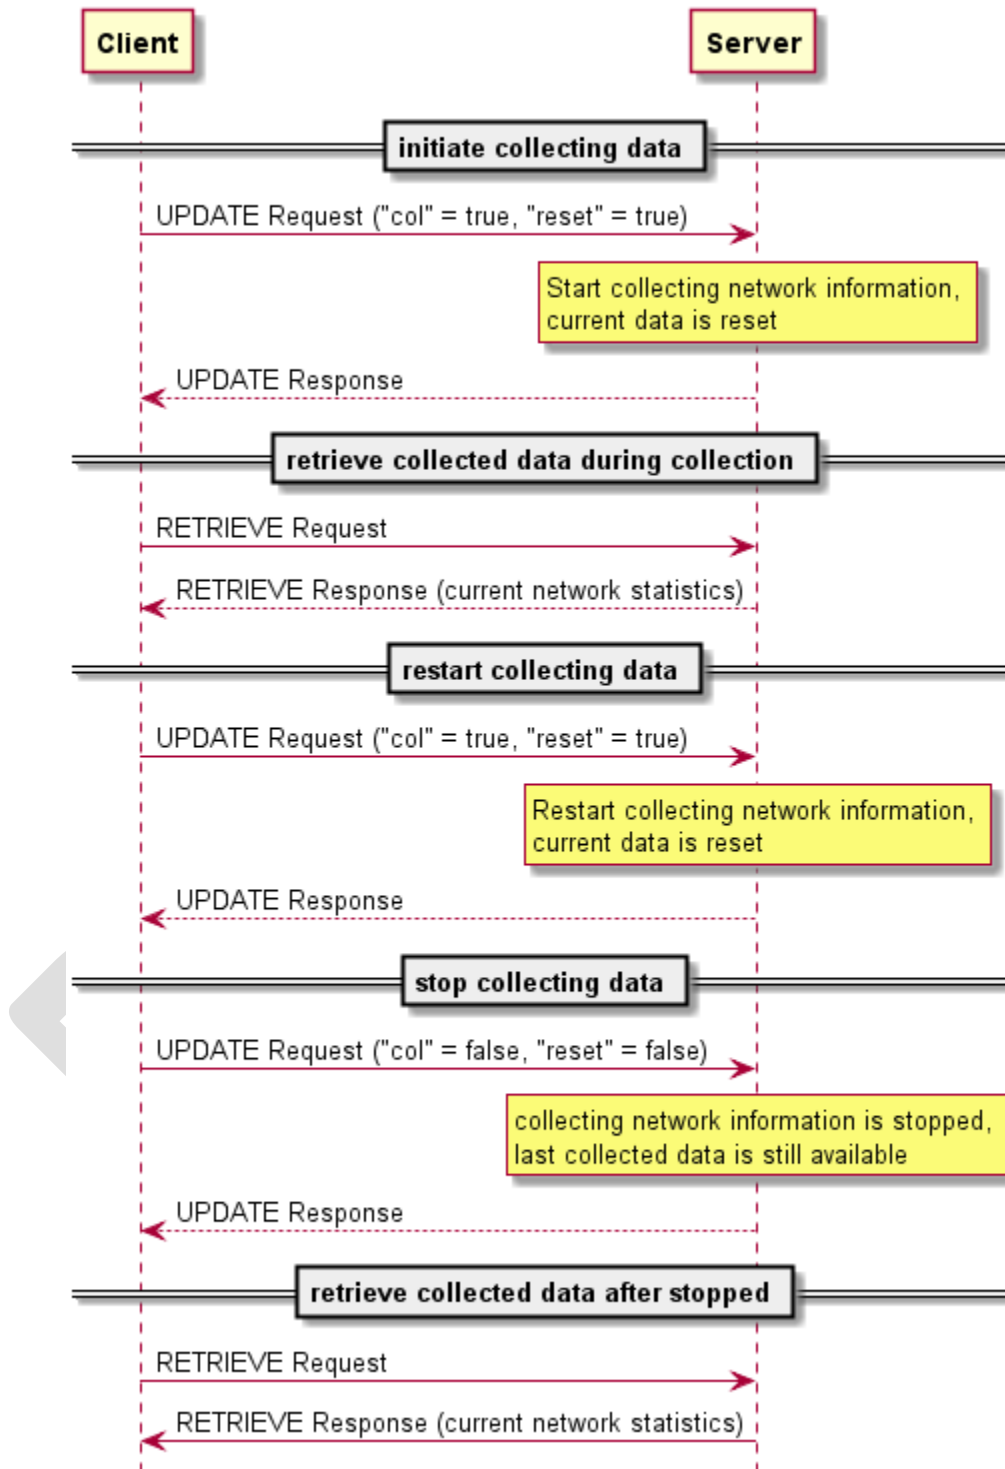 Client
Server
initiate collecting data
UPDATE Request ("col" = true, "reset" = true)
Start collecting network information,
current data is reset
UPDATE Response
retrieve collected data during collection
RETRIEVE Request
RETRIEVE Response (current network statistics)
restart collecting data
UPDATE Request ("col" = true, "reset" = true)
Restart collecting network information,
current data is reset
UPDATE Response
stop collecting data
UPDATE Request ("col" = false, "reset" = false)
collecting network information is stopped,
last collected data is still available
UPDATE Response
retrieve collected data after stopped
RETRIEVE Request
RETRIEVE Response (current network statistics)